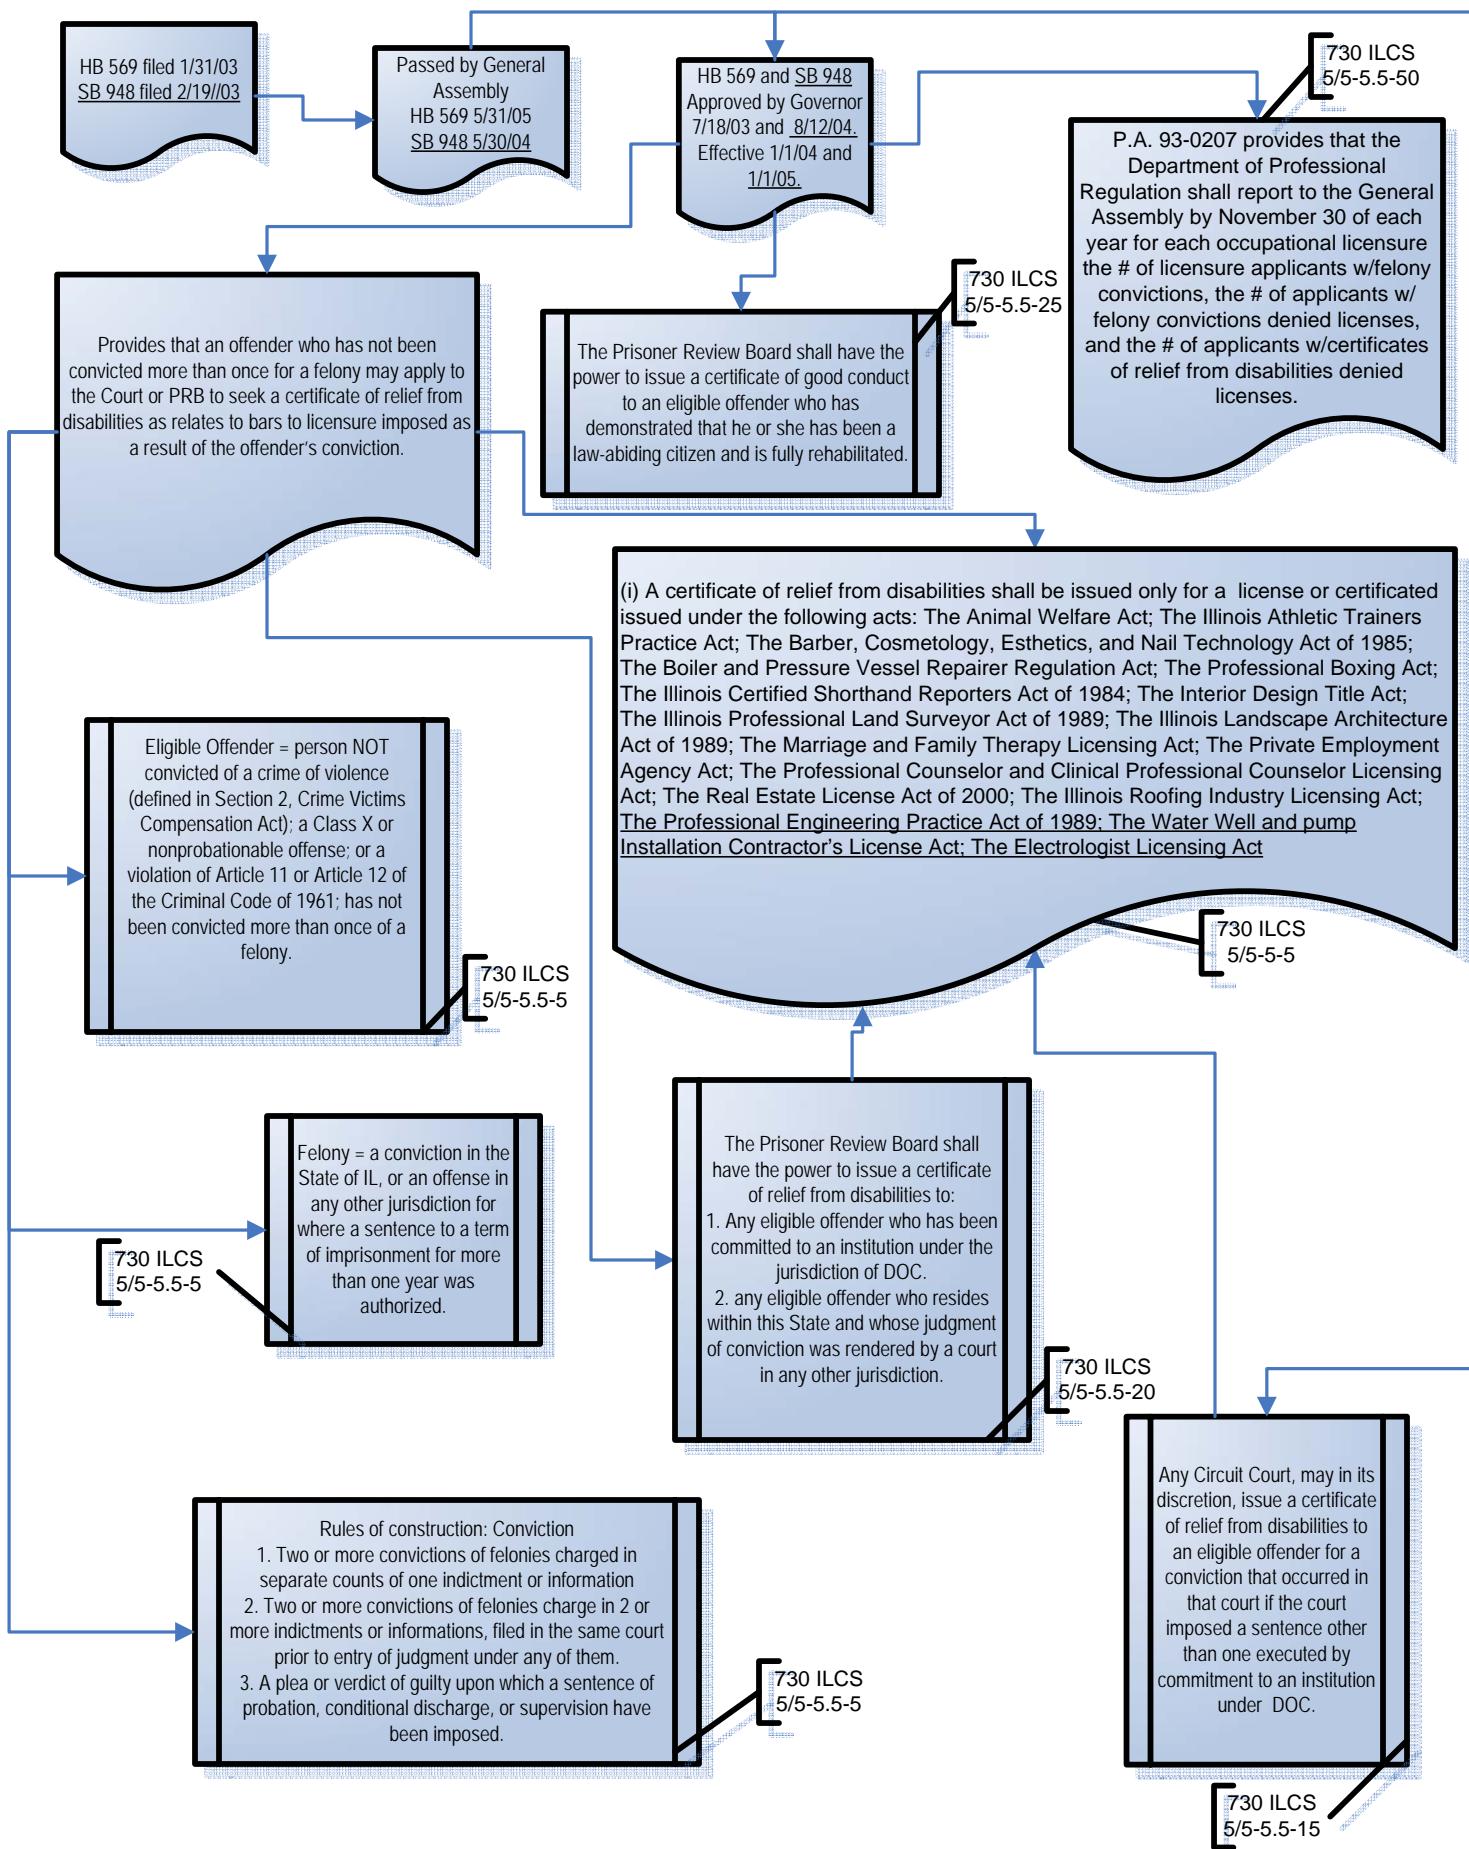 HB 569 filed 1/31/03
SB 948 filed 2/19//03
Passed by General
Assembly
HB 569 5/31/05
SB 948 5/30/04
HB 569 and SB 948
Approved by Governor
7/18/03 and 8/12/04.
Effective 1/1/04 and
1/1/05.
730 ILCS
5/5-5.5-50
P.A. 93-0207 provides that the
Department of Professional
Regulation shall report to the General
Assembly by November 30 of each
year for each occupational licensure
the # of licensure applicants w/felony
convictions, the # of applicants w/
felony convictions denied licenses,
and the # of applicants w/certificates
of relief from disabilities denied
licenses.
Provides that an offender who has not been
convicted more than once for a felony may apply to
the Court or PRB to seek a certificate of relief from
disabilities as relates to bars to licensure imposed as
a result of the offender's conviction.
730 ILCS
5/5-5.5-25
The Prisoner Review Board shall have the
power to issue a certificate of good conduct
to an eligible offender who has
demonstrated that he or she has been a
law-abiding citizen and is fully rehabilitated.
(i) A certificate of relief from disabilities shall be issued only for a  license or certificated
issued under the following acts: The Animal Welfare Act; The Illinois Athletic Trainers
Practice Act; The Barber, Cosmetology, Esthetics, and Nail Technology Act of 1985;
The Boiler and Pressure Vessel Repairer Regulation Act; The Professional Boxing Act;
The Illinois Certified Shorthand Reporters Act of 1984; The Interior Design Title Act;
The Illinois Professional Land Surveyor Act of 1989; The Illinois Landscape Architecture
Act of 1989; The Marriage and Family Therapy Licensing Act; The Private Employment
Agency Act; The Professional Counselor and Clinical Professional Counselor Licensing
Act; The Real Estate License Act of 2000; The Illinois Roofing Industry Licensing Act;
The Professional Engineering Practice Act of 1989; The Water Well and pump
Installation Contractor's License Act; The Electrologist Licensing Act
730 ILCS
5/5-5-5
Eligible Offender = person NOT
convicted of a crime of violence
(defined in Section 2, Crime Victims
Compensation Act); a Class X or
nonprobationable offense; or a
violation of Article 11 or Article 12 of
the Criminal Code of 1961; has not
been convicted more than once of a
felony.
730 ILCS
5/5-5.5-5
Felony = a conviction in the
State of IL, or an offense in
any other jurisdiction for
where a sentence to a term
of imprisonment for more
than one year was
authorized.
730 ILCS
5/5-5.5-5
The Prisoner Review Board shall
have the power to issue a certificate
of relief from disabilities to:
1. Any eligible offender who has been
committed to an institution under the
jurisdiction of DOC.
2. any eligible offender who resides
within this State and whose judgment
of conviction was rendered by a court
in any other jurisdiction.
730 ILCS
5/5-5.5-20
Any Circuit Court, may in its
discretion, issue a certificate
of relief from disabilities to
an eligible offender for a
conviction that occurred in
that court if the court
imposed a sentence other
than one executed by
commitment to an institution
under  DOC.
730 ILCS
5/5-5.5-15
Rules of construction: Conviction
1. Two or more convictions of felonies charged in
separate counts of one indictment or information
2. Two or more convictions of felonies charge in 2 or
more indictments or informations, filed in the same court
prior to entry of judgment under any of them.
3. A plea or verdict of guilty upon which a sentence of
probation, conditional discharge, or supervision have
been imposed.
730 ILCS
5/5-5.5-5